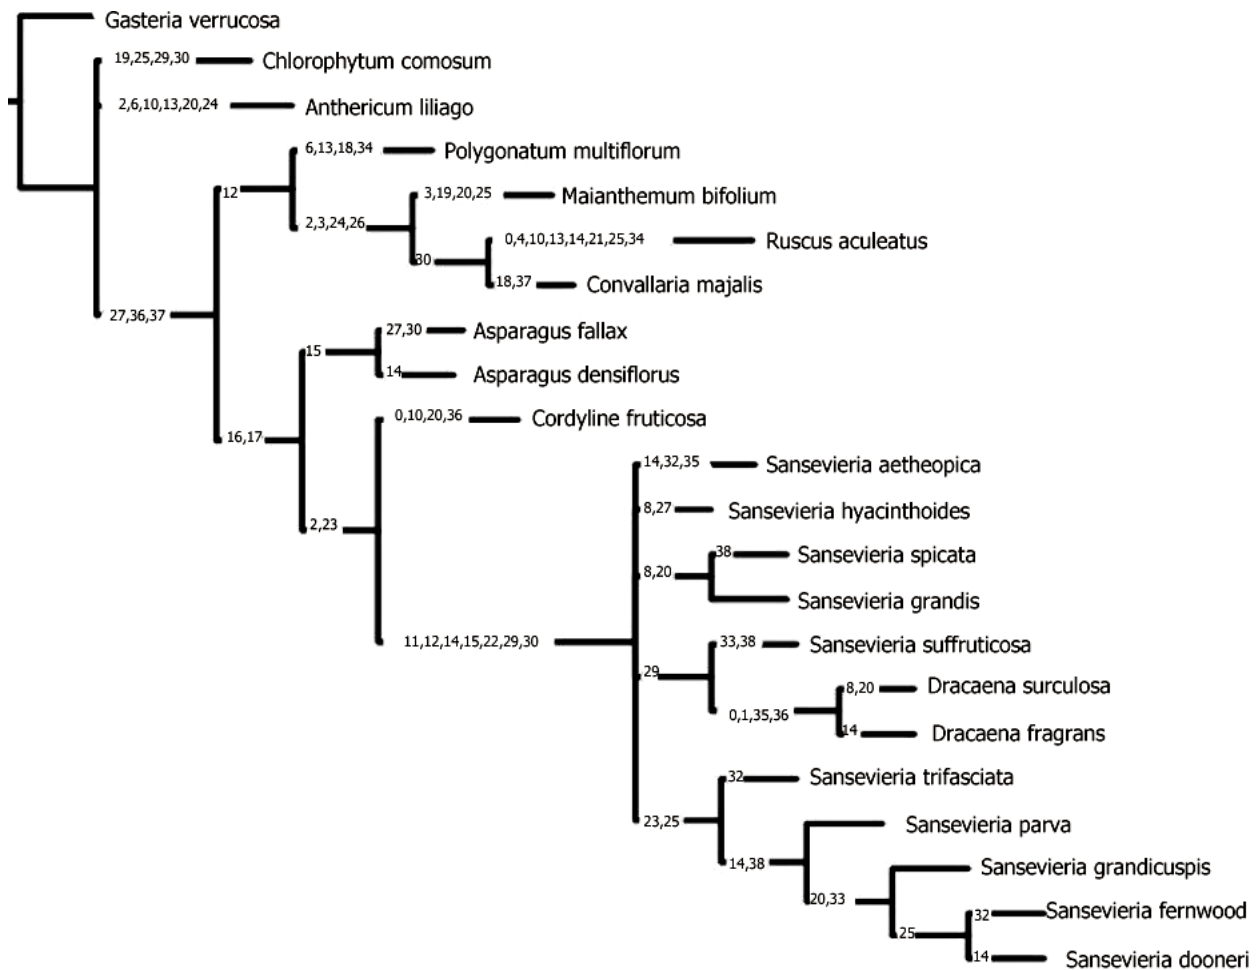 Gasteria verrucosa
19,25,29,30 Chlorophytum comosum
2,6,10,13,20,24 Anthericum liliago
6,13,18,34 Polygonatum multiflorum
12
3,19,20,25 Maianthemum bifolium
2,3,24,26
0,4,10,13,14,21,25,34 Ruscus aculeatus
30
18,37 Convallaria majalis
27,36,37
27,30 Asparagus fallax
15
14 Asparagus densiflorus
0,10,20,36 Cordyline fruticosa
16,17
14,32,35 Sansevieria aetheopica
8,27 Sansevieria hyacinthoides
2,23
38 Sansevieria spicata
8,20
Sansevieria grandis
11,12,14,15,22,29,30
33,38 Sansevieria suffruticosa
29
8,20 Dracaena surculosa
0,1,35,36
14 Dracaena fragrans
32 Sansevieria trifasciata
23,25
Sansevieria parva
14,38
Sansevieria grandicuspis
20,33
32 Sansevieria fernwood
25
14 Sansevieria dooneri